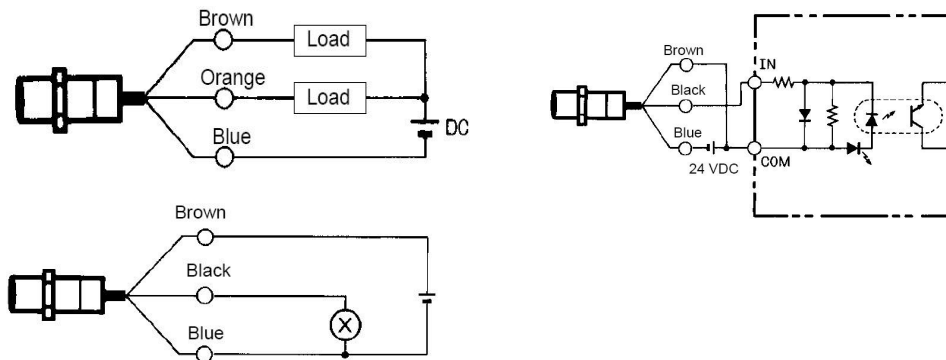 Brown
Load
Orange
Load
Blue
DC
Brown
Black
Blue
24 VDC
IN
COM
Brown
Black
X
Blue